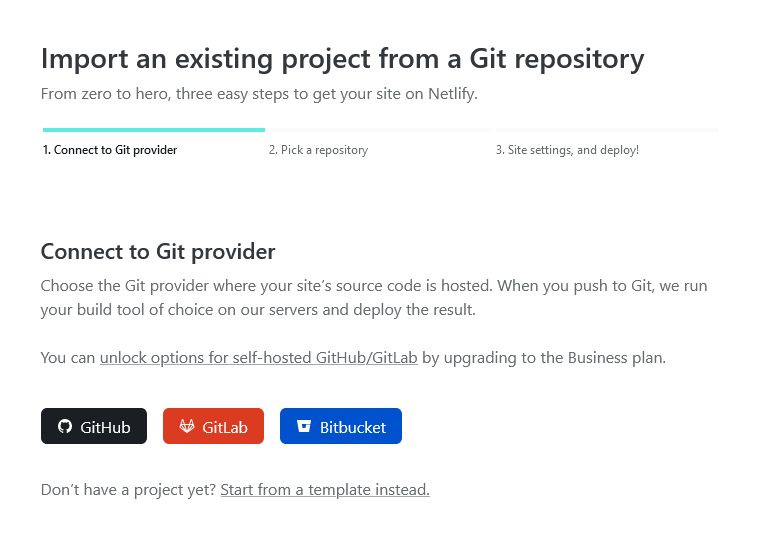 Import an existing project from a Git repository
From zero to hero, three easy steps to get your site on Netlify.
1. Connect to Git provider
2. Pick a repository
3. Site settings, and deploy!
Connect to Git provider
Choose the Git provider where your site’s source code is hosted. When you push to Git, we run
your build tool of choice on our servers and deploy the result.
You can unlock options for self-hosted GitHub/GitLab by upgrading to the Business plan.
GitHub
GitLab
Bitbucket
Don’t have a project yet? Start from a template instead.